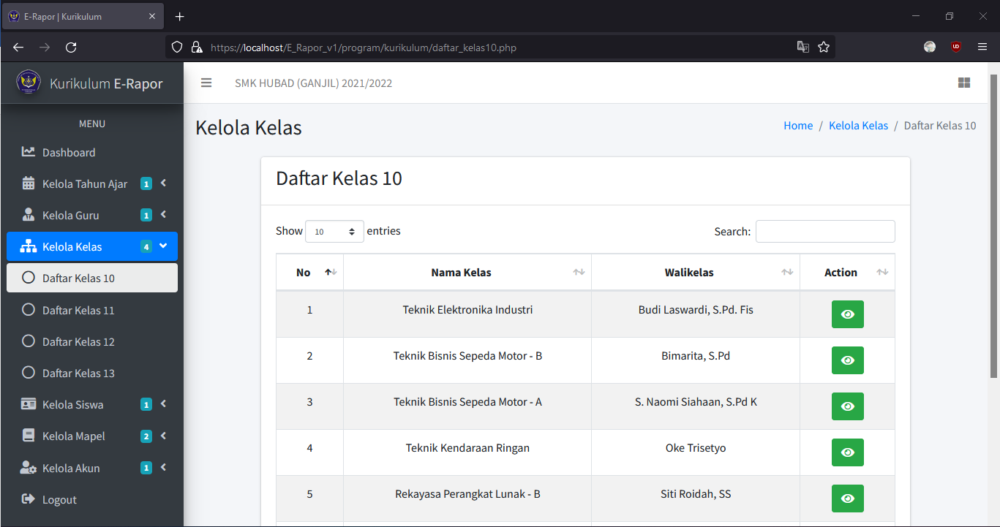 E-Rapor | Kurikulum
https://localhost/E_Rapor_v1/program/kurikulum/daftar_kelas10.php
Kurikulum E-Rapor
SMK HUBAD (GANJIL) 2021/2022
MENU
Dashboard
Kelola Tahun Ajar 1
Kelola Guru 1
Kelola Kelas 4
Daftar Kelas 10
Daftar Kelas 11
Daftar Kelas 12
Daftar Kelas 13
Kelola Siswa 1
Kelola Mapel 2
Kelola Akun 1
Logout
Kelola Kelas
Home / Kelola Kelas / Daftar Kelas 10
Daftar Kelas 10
Show 10 entries
Search:
No Nama Kelas Walikelas Action
1 Teknik Elektronika Industri Budi Laswardi, S.Pd. Fis
2 Teknik Bisnis Sepeda Motor - B Bimarita, S.Pd
3 Teknik Bisnis Sepeda Motor - A S. Naomi Siahaan, S.Pd K
4 Teknik Kendaraan Ringan Oke Trisetyo
5 Rekayasa Perangkat Lunak - B Siti Roidah, SS